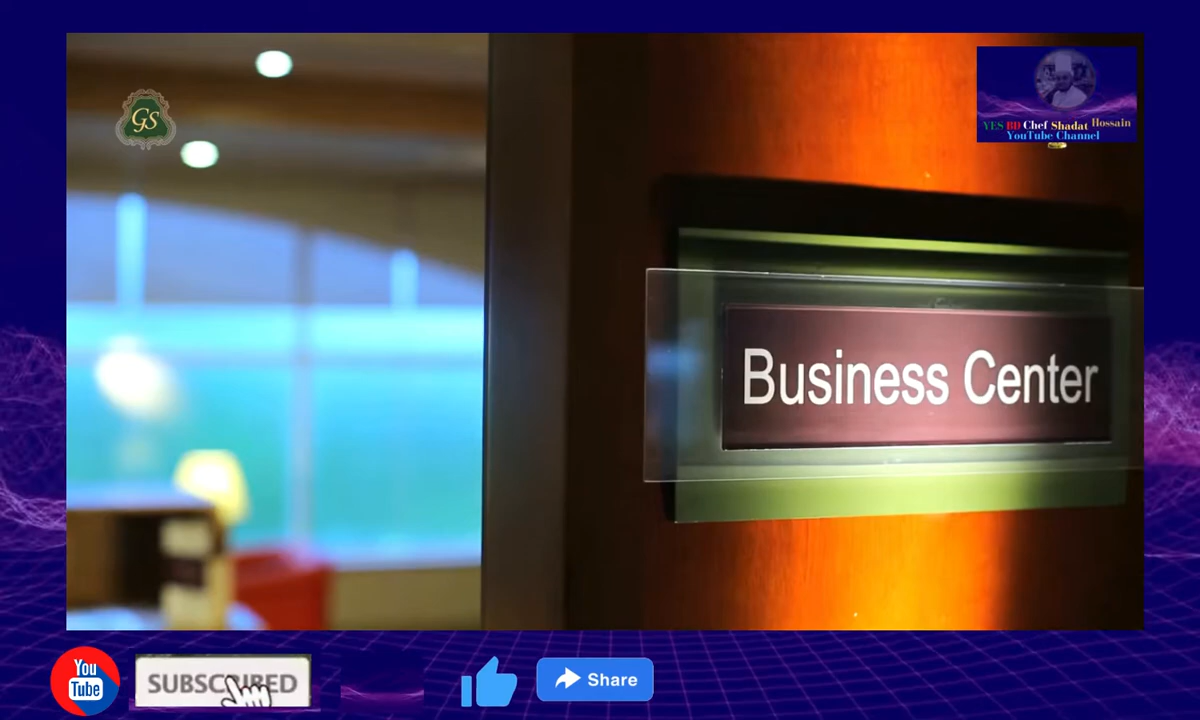 GS
YES BD Chef Shadat Hossain
YouTube Channel
Business Center
You
Tube
SUBSCRIBED
Share